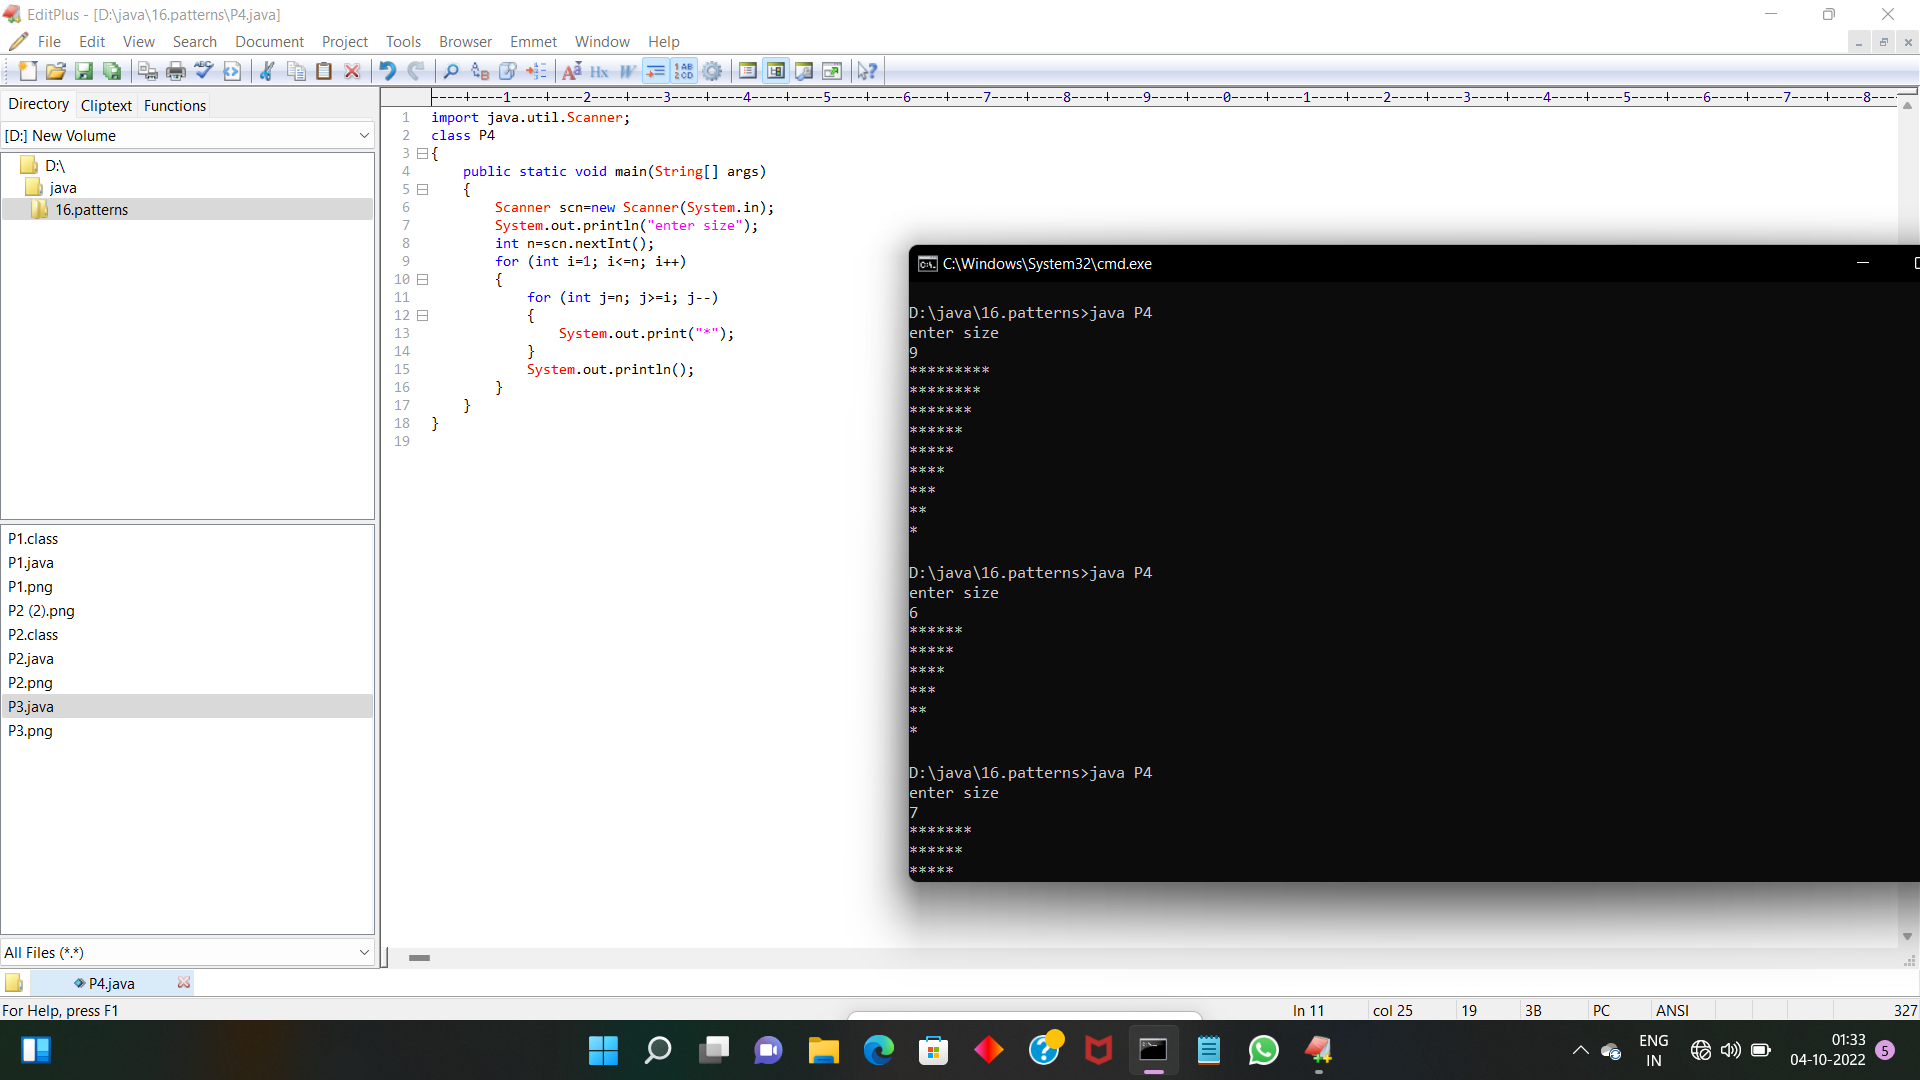 EditPlus - [D:\java\16.patterns\P4.java]
File Edit View Search Document Project Tools Browser Emmet Window Help
Directory Cliptext Functions
[D:] New Volume
D:\
java
16.patterns
P1.class
P1.java
P1.png
P2 (2).png
P2.class
P2.java
P2.png
P3.java
P3.png
All Files (*.*)
----+----1----+----2----+----3----+----4----+----5----+----6----+----7----+----8----+----9----+----0----+----1----+----2----+----3----+----4----+----5----+----6----+----7----+----8---
1 import java.util.Scanner;
2 class P4
3 {
4 public static void main(String[] args)
5 {
6 Scanner scn=new Scanner(System.in);
7 System.out.println("enter size");
8 int n=scn.nextInt();
9 for (int i=1; i<=n; i++)
10 {
11 for (int j=n; j>=i; j--)
12 {
13 System.out.print("*");
14 }
15 System.out.println();
16 }
17 }
18 }
19
C:\Windows\System32\cmd.exe
D:\java\16.patterns>java P4
enter size
9
*********
********
*******
******
*****
****
***
**
*
D:\java\16.patterns>java P4
enter size
6
******
*****
****
***
**
*
D:\java\16.patterns>java P4
enter size
7
*******
******
*****
P4.java
For Help, press F1 ln 11 col 25 19 3B PC ANSI 327
ENG
IN
01:33
04-10-2022
5